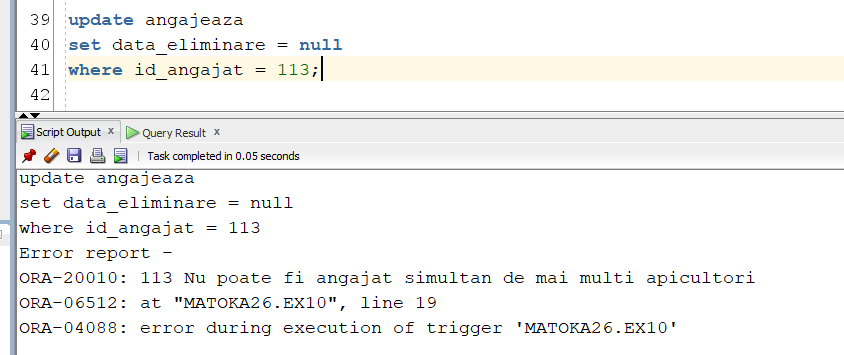 39 update angajeaza
40 set data_eliminare = null
41 where id_angajat = 113;
42
Script Output x Query Result x
Task completed in 0.05 seconds
update angajeaza
set data_eliminare = null
where id_angajat = 113
Error report -
ORA-20010: 113 Nu poate fi angajat simultan de mai multi apicultori
ORA-06512: at "MATOKA26.EX10", line 19
ORA-04088: error during execution of trigger 'MATOKA26.EX10'